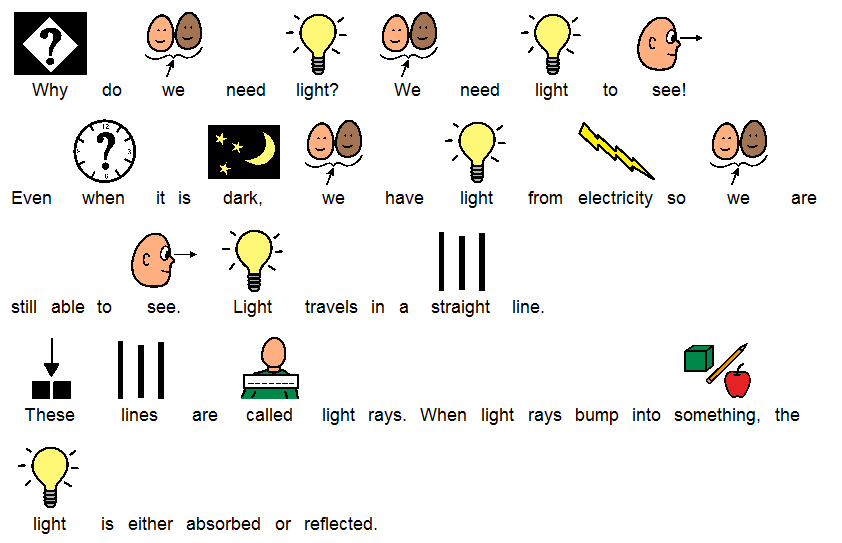 Why do we need light? We need light to see!
Even when it is dark, we have light from electricity so we are
still able to see. Light travels in a straight line.
These lines are called light rays. When light rays bump into something, the
light is either absorbed or reflected.